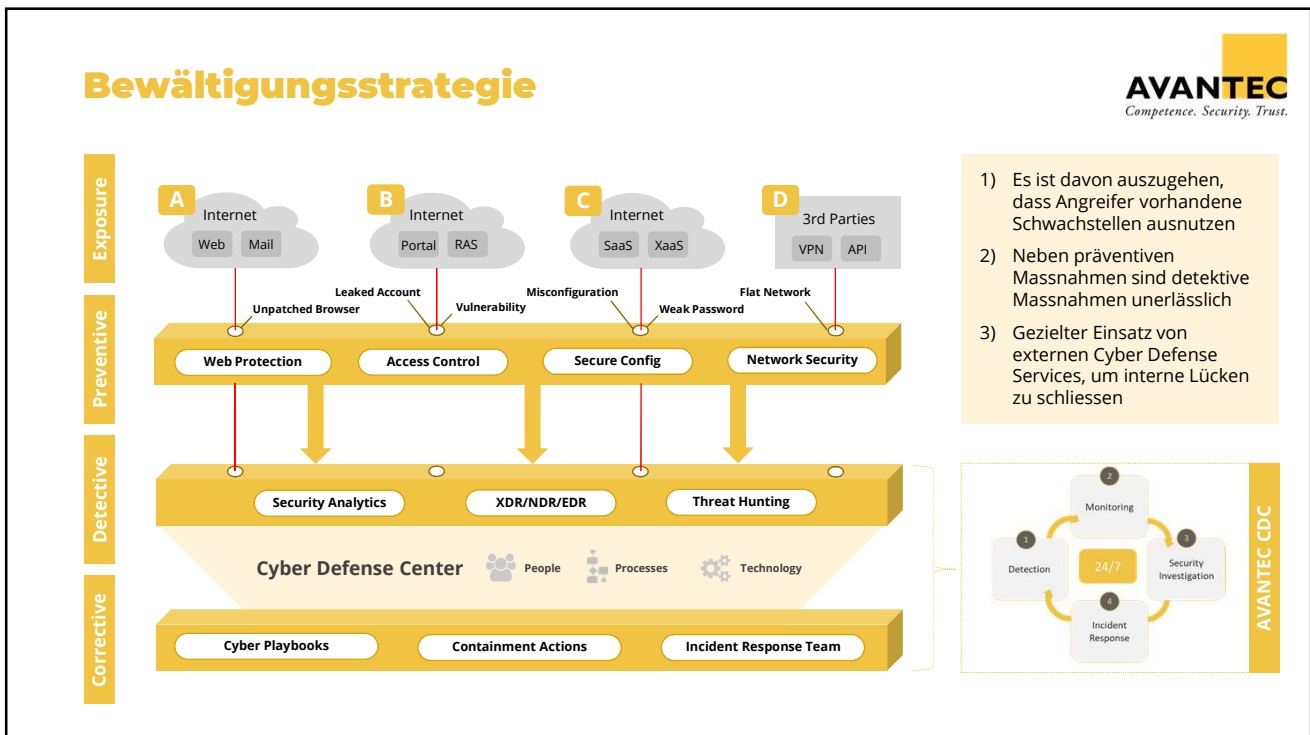 Bewältigungsstrategie
AVANTEC
Competence. Security. Trust.
Exposure
A
Internet
Web
Mail
B
Internet
Portal
RAS
C
Internet
SaaS
XaaS
D
3rd Parties
VPN
API
Unpatched Browser
Leaked Account
Vulnerability
Misconfiguration
Weak Password
Flat Network
Preventive
Web Protection
Access Control
Secure Config
Network Security
Detective
Security Analytics
XDR/NDR/EDR
Threat Hunting
Cyber Defense Center
People
Processes
Technology
Corrective
Cyber Playbooks
Containment Actions
Incident Response Team
1) Es ist davon auszugehen,
dass Angreifer vorhandene
Schwachstellen ausnutzen
2) Neben präventiven
Massnahmen sind detektive
Massnahmen unerlässlich
3) Gezielter Einsatz von
externen Cyber Defense
Services, um interne Lücken
zu schliessen
1
Detection
2
Monitoring
24/7
3
Security
Investigation
4
Incident
Response
AVANTEC CDC